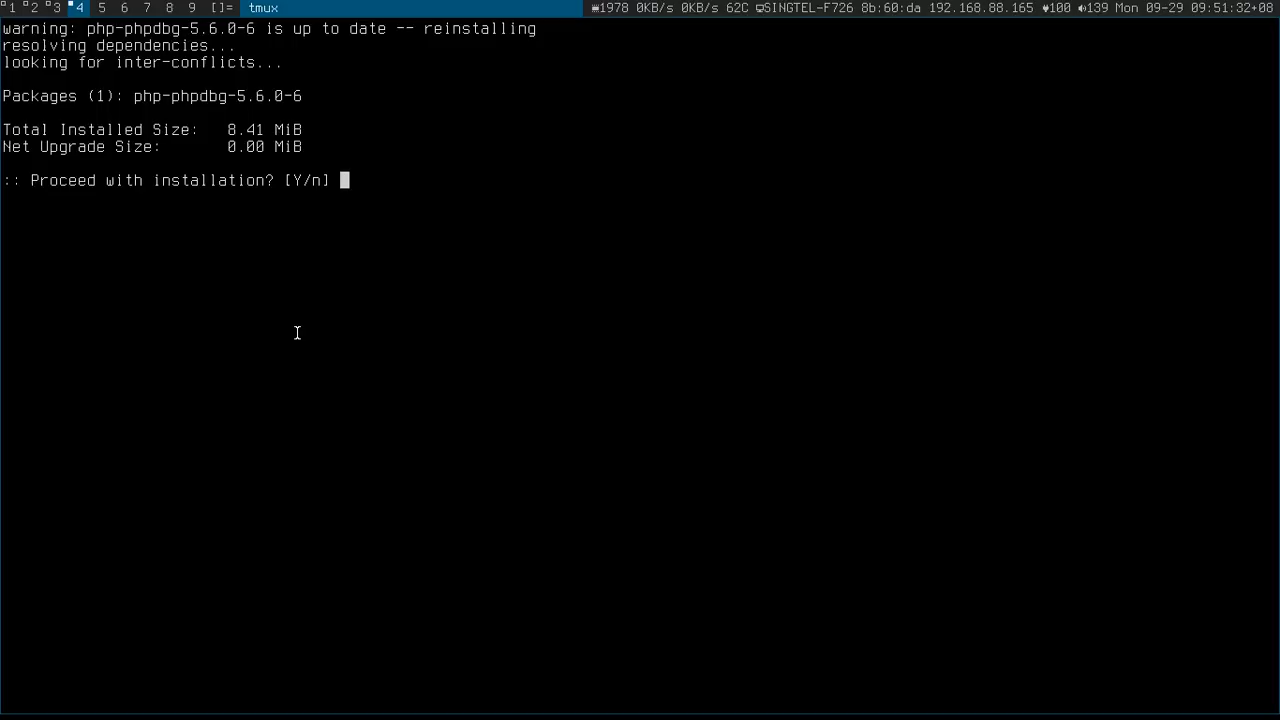 1 2 3 4 5 6 7 8 9 []= tmux 1978 0KB/s 0KB/s 62C SINGTEL-F726 8b:60:da 192.168.88.165 ♥100 139 Mon 09-29 09:51:32+08
warning: php-phpdbg-5.6.0-6 is up to date -- reinstalling
resolving dependencies...
looking for inter-conflicts...
Packages (1): php-phpdbg-5.6.0-6
Total Installed Size:   8.41 MiB
Net Upgrade Size:       0.00 MiB
:: Proceed with installation? [Y/n]